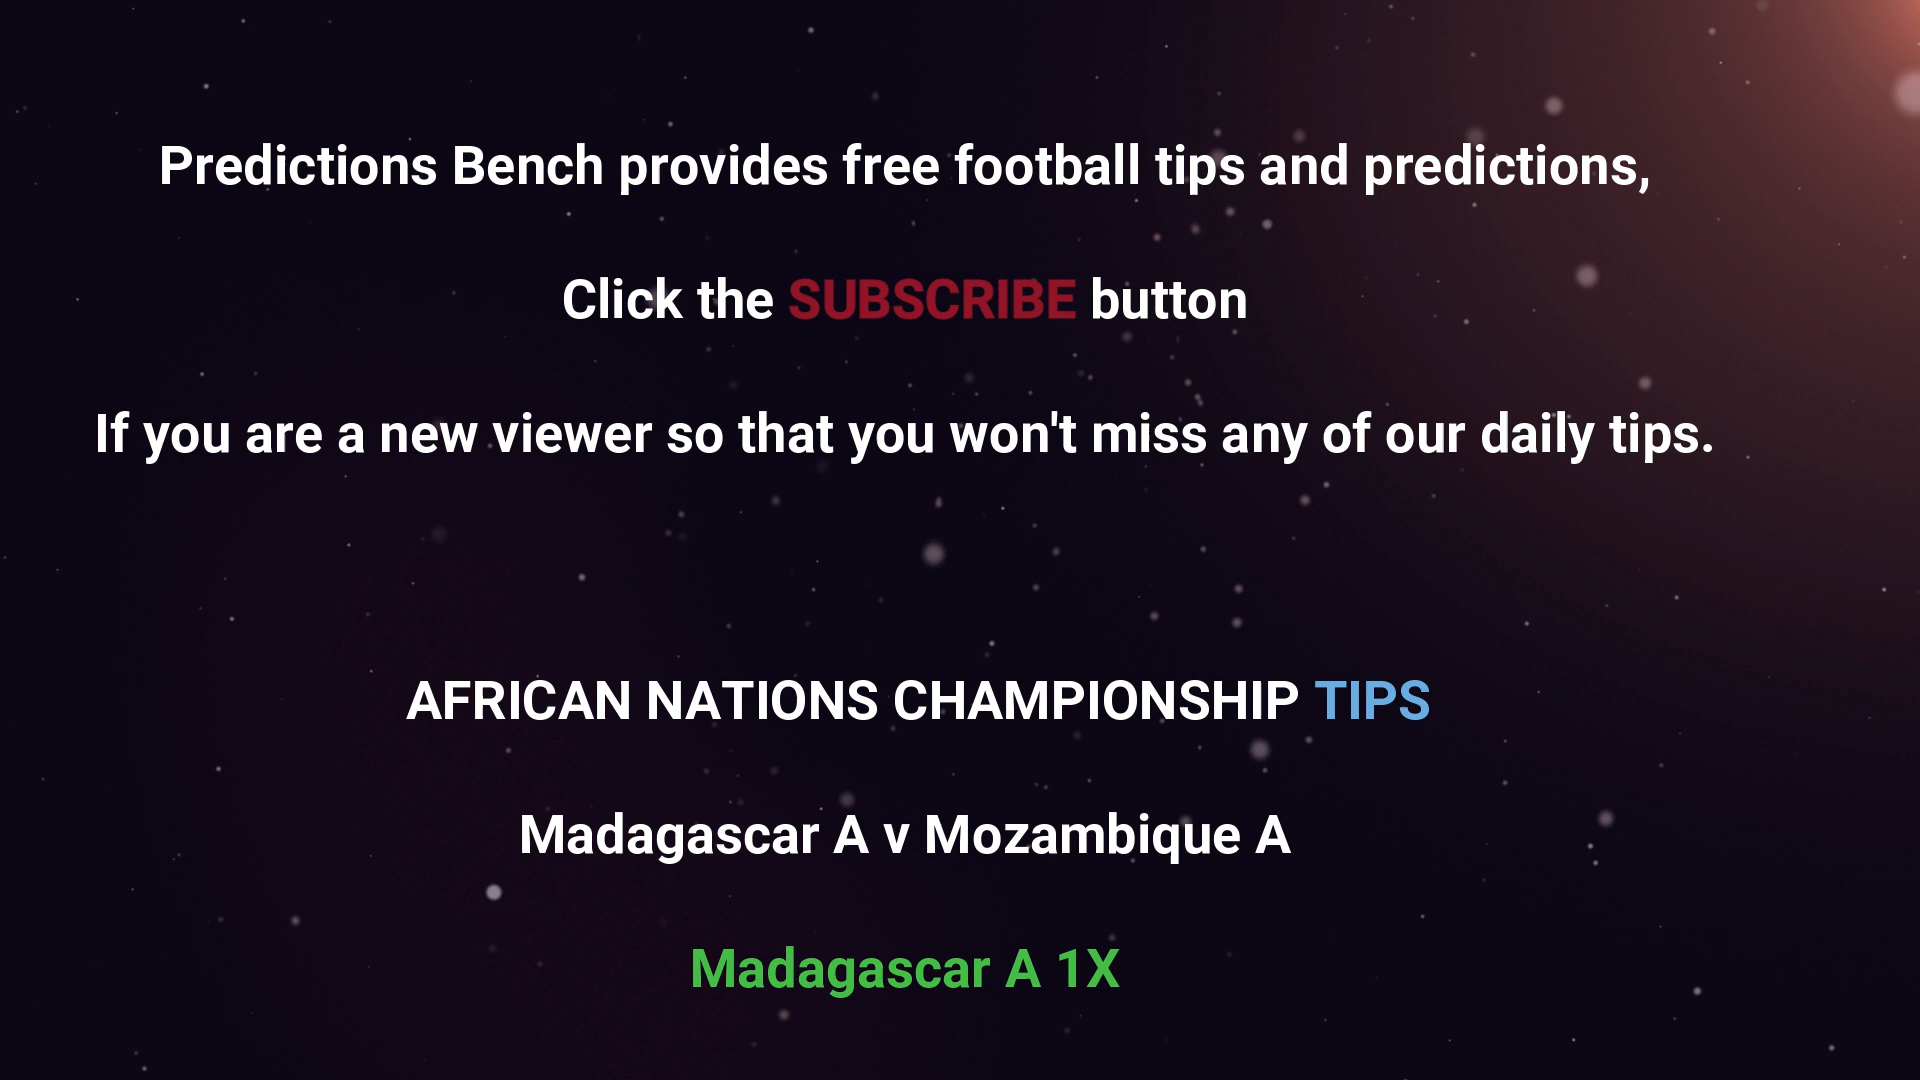 Predictions Bench provides free football tips and predictions,
Click the SUBSCRIBE button
If you are a new viewer so that you won't miss any of our daily tips.
AFRICAN NATIONS CHAMPIONSHIP TIPS
Madagascar A v Mozambique A
Madagascar A 1X